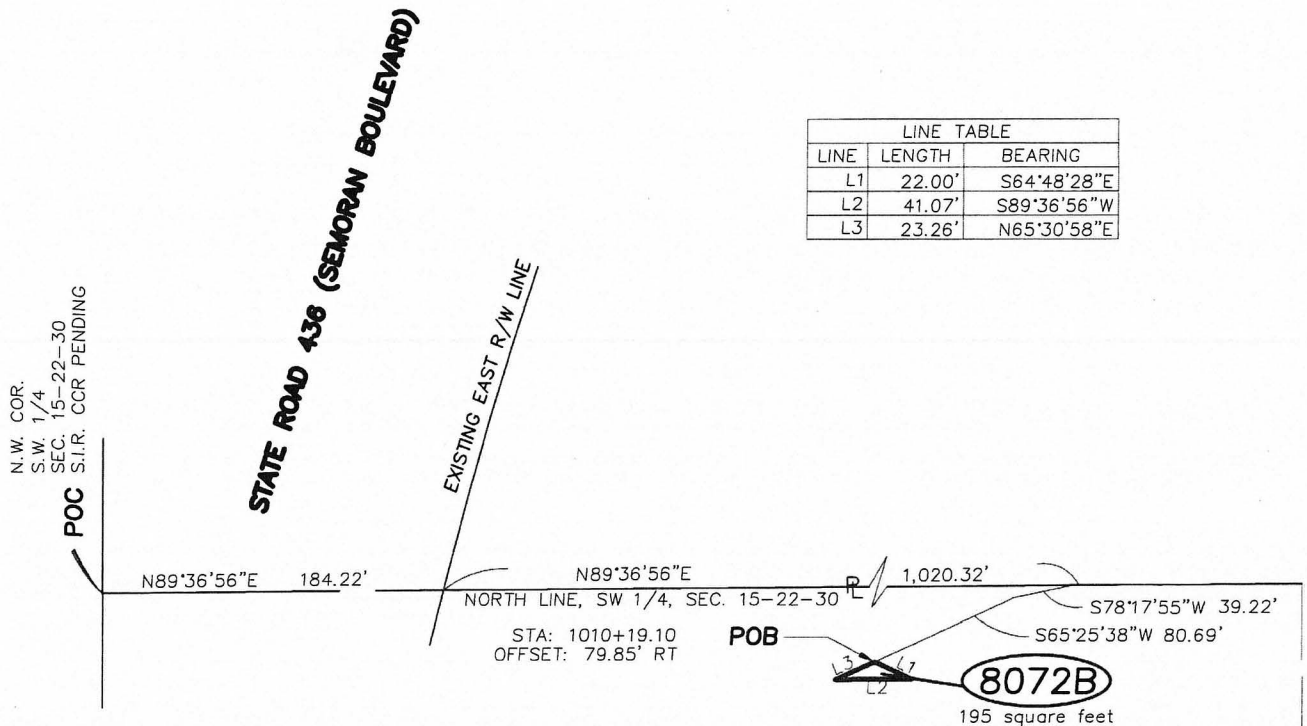 STATE ROAD 436 (SEMORAN BOULEVARD)
LINE TABLE
LINE LENGTH BEARING
L1 22.00' S64°48'28"E
L2 41.07' S89°36'56"W
L3 23.26' N65°30'58"E
N.W. COR.
S.W. 1/4
SEC. 15-22-30
S.I.R. CCR PENDING
POC
EXISTING EAST R/W LINE
N89°36'56"E 184.22'
N89°36'56"E
1,020.32'
NORTH LINE, SW 1/4, SEC. 15-22-30
PL
STA: 1010+19.10
OFFSET: 79.85' RT
POB
S78°17'55"W 39.22'
S65°25'38"W 80.69'
L3
L1
L2
8072B
195 square feet